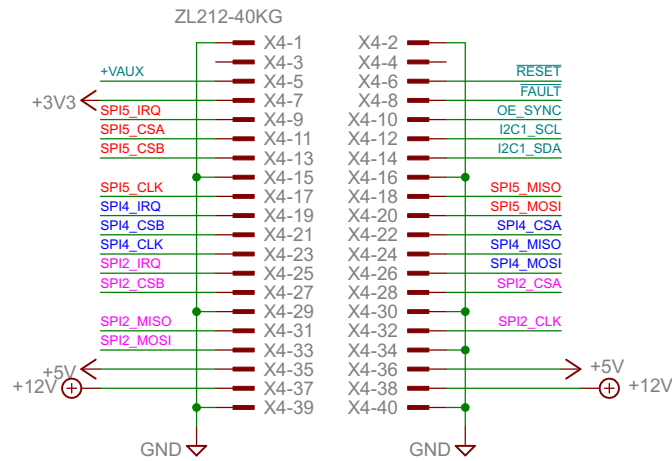 ZL212-40KG
X4-1 X4-2
X4-3 X4-4
+VAUX X4-5 X4-6 RESET
+3V3 X4-7 X4-8 FAULT
SPI5_IRQ X4-9 X4-10 OE_SYNC
SPI5_CSA X4-11 X4-12 I2C1_SCL
SPI5_CSB X4-13 X4-14 I2C1_SDA
X4-15 X4-16
SPI5_CLK X4-17 X4-18 SPI5_MISO
SPI4_IRQ X4-19 X4-20 SPI5_MOSI
SPI4_CSB X4-21 X4-22 SPI4_CSA
SPI4_CLK X4-23 X4-24 SPI4_MISO
SPI2_IRQ X4-25 X4-26 SPI4_MOSI
SPI2_CSB X4-27 X4-28 SPI2_CSA
X4-29 X4-30
SPI2_MISO X4-31 X4-32 SPI2_CLK
SPI2_MOSI X4-33 X4-34
+5V X4-35 X4-36 +5V
+12V X4-37 X4-38 +12V
X4-39 X4-40
GND GND